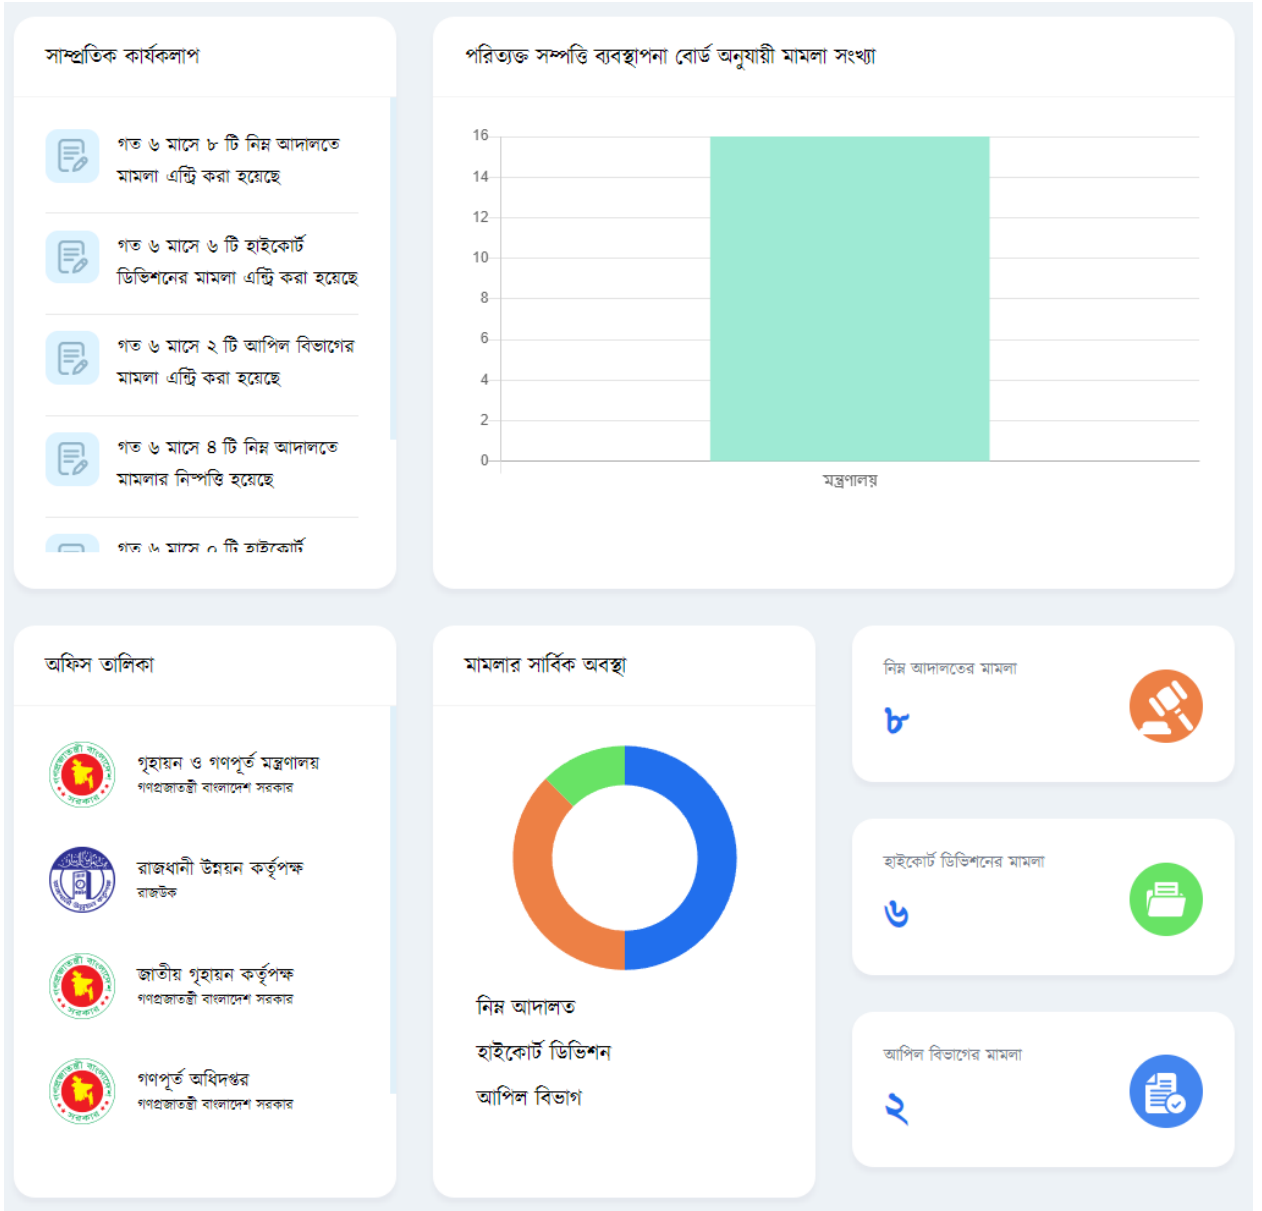 সাম্প্রতিক কার্যকলাপ
গত ৬ মাসে ৮ টি নিম্ন আদালতে
মামলা এন্ট্রি করা হয়েছে
গত ৬ মাসে ৬ টি হাইকোর্ট
ডিভিশনের মামলা এন্ট্রি করা হয়েছে
গত ৬ মাসে ২ টি আপিল বিভাগের
মামলা এন্ট্রি করা হয়েছে
গত ৬ মাসে ৪ টি নিম্ন আদালতে
মামলার নিষ্পত্তি হয়েছে
গত ৬ মাসে ০ টি হাইকোর্ট
পরিত্যক্ত সম্পত্তি ব্যবস্থাপনা বোর্ড অনুযায়ী মামলা সংখ্যা
16
14
12
10
8
6
4
2
0
মন্ত্রণালয়
অফিস তালিকা
গৃহায়ন ও গণপূর্ত মন্ত্রণালয়
গণপ্রজাতন্ত্রী বাংলাদেশ সরকার
রাজধানী উন্নয়ন কর্তৃপক্ষ
রাজউক
জাতীয় গৃহায়ন কর্তৃপক্ষ
গণপ্রজাতন্ত্রী বাংলাদেশ সরকার
গণপূর্ত অধিদপ্তর
গণপ্রজাতন্ত্রী বাংলাদেশ সরকার
মামলার সার্বিক অবস্থা
নিম্ন আদালত
হাইকোর্ট ডিভিশন
আপিল বিভাগ
নিম্ন আদালতের মামলা
৮
হাইকোর্ট ডিভিশনের মামলা
৬
আপিল বিভাগের মামলা
২